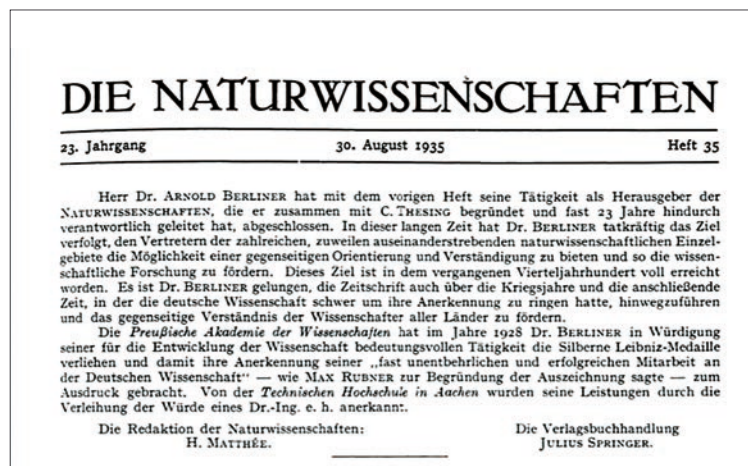 DIE NATURWISSENSCHAFTEN
23. Jahrgang 30. August 1935 Heft 35
Herr Dr. ARNOLD BERLINER hat mit dem vorigen Heft seine Tätigkeit als Herausgeber der
NATURWISSENSCHAFTEN, die er zusammen mit C. THESING begründet und fast 23 Jahre hindurch
verantwortlich geleitet hat, abgeschlossen. In dieser langen Zeit hat Dr. BERLINER tatkräftig das Ziel
verfolgt, den Vertretern der zahlreichen, zuweilen auseinanderstrebenden naturwissenschaftlichen Einzel-
gebiete die Möglichkeit einer gegenseitigen Orientierung und Verständigung zu bieten und so die wissen-
schaftliche Forschung zu fördern. Dieses Ziel ist in dem vergangenen Vierteljahrhundert voll erreicht
worden. Es ist Dr. BERLINER gelungen, die Zeitschrift auch über die Kriegsjahre und die anschließende
Zeit, in der die deutsche Wissenschaft schwer um ihre Anerkennung zu ringen hatte, hinwegzuführen
und das gegenseitige Verständnis der Wissenschafter aller Länder zu fördern.
Die Preußische Akademie der Wissenschaften hat im Jahre 1928 Dr. BERLINER in Würdigung
seiner für die Entwicklung der Wissenschaft bedeutungsvollen Tätigkeit die Silberne Leibniz-Medaille
verliehen und damit ihre Anerkennung seiner „fast unentbehrlichen und erfolgreichen Mitarbeit an
der Deutschen Wissenschaft“ — wie MAX RUBNER zur Begründung der Auszeichnung sagte — zum
Ausdruck gebracht. Von der Technischen Hochschule in Aachen wurden seine Leistungen durch die
Verleihung der Würde eines Dr.-Ing. e. h. anerkannt.
Die Redaktion der Naturwissenschaften: Die Verlagsbuchhandlung
H. MATTHÉE. JULIUS SPRINGER.